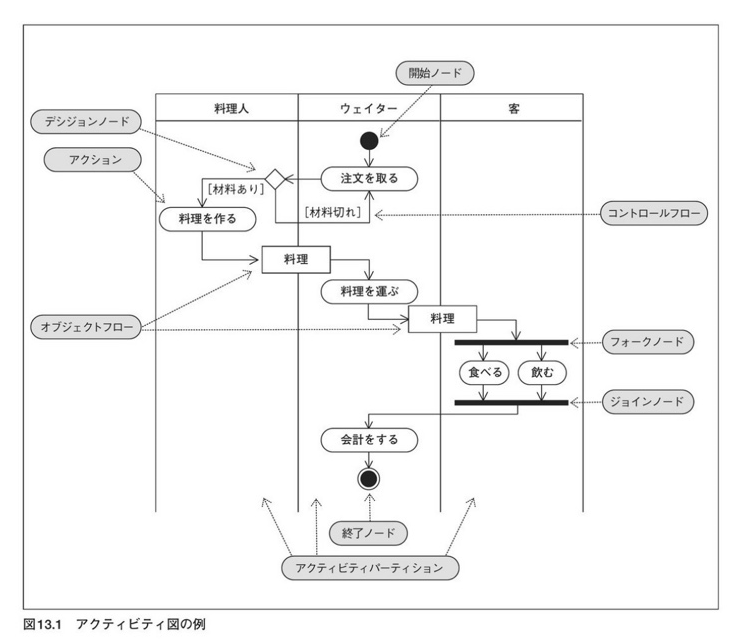 開始ノード
料理人
ウェイター
客
デシジョンノード
アクション
注文を取る
[材料あり]
[材料切れ]
コントロールフロー
料理を作る
料理
料理を運ぶ
料理
オブジェクトフロー
フォークノード
食べる
飲む
ジョインノード
会計をする
終了ノード
アクティビティパーティション
図13.1 アクティビティ図の例